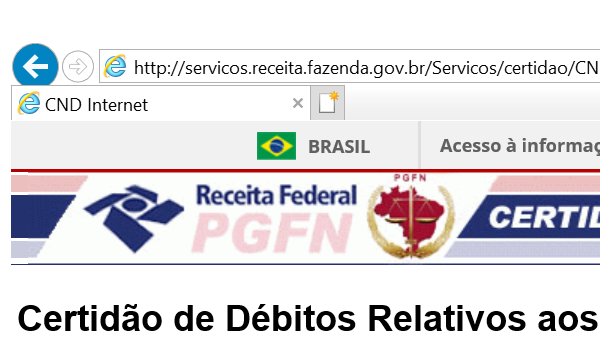 http://servicos.receita.fazenda.gov.br/Servicos/certidao/CN
CND Internet
BRASIL Acesso à informaç
PGFN
Receita Federal
PGFN
CERTID
Certidão de Débitos Relativos aos